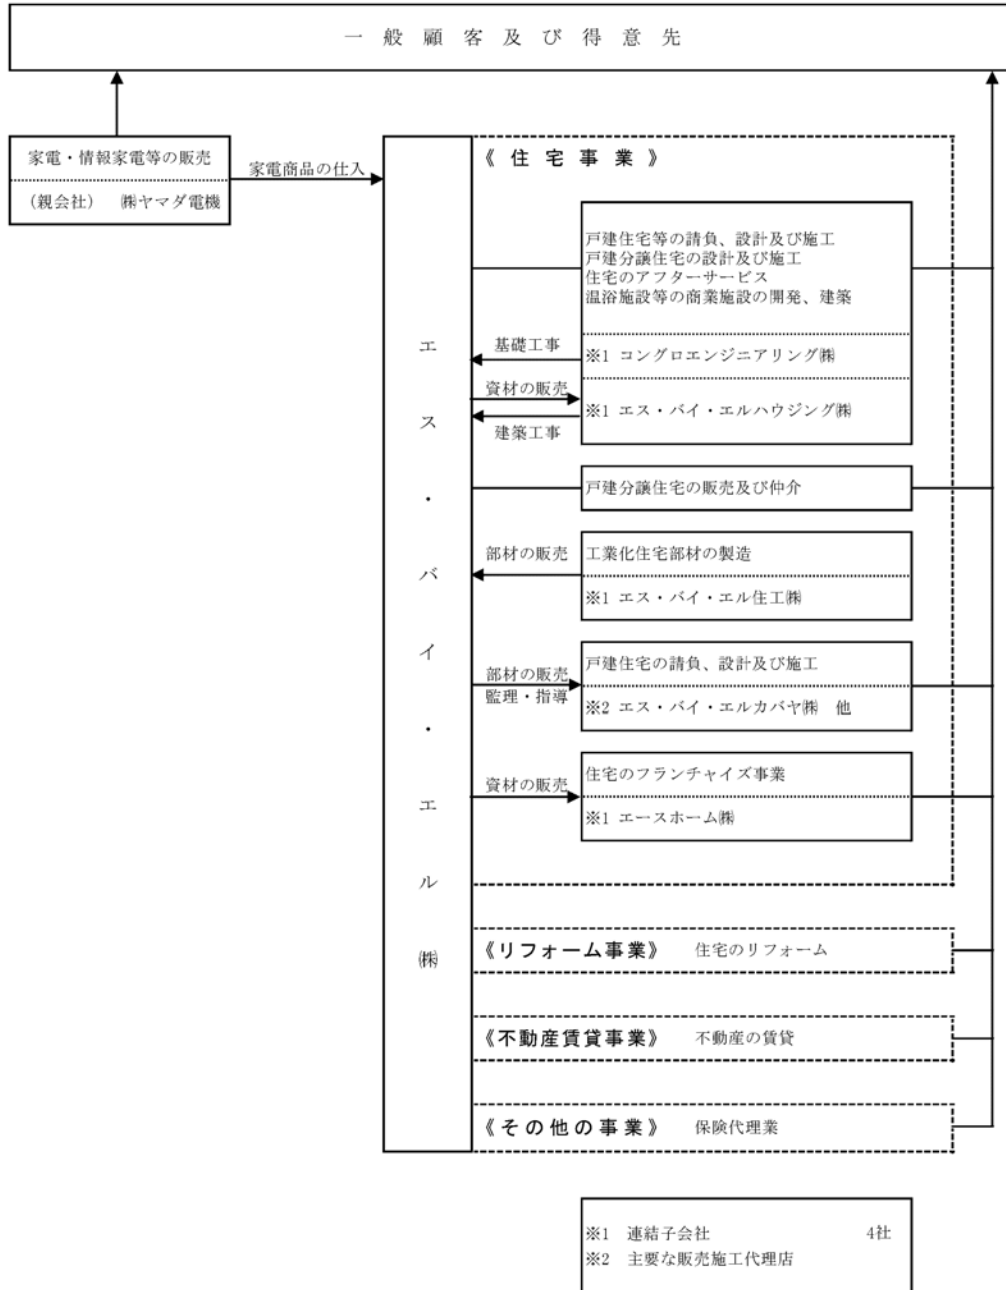 一般顧客及び得意先
家電・情報家電等の販売
(親会社) ㈱ヤマダ電機
家電商品の仕入
エス・バイ・エル㈱
《住宅事業》
戸建住宅等の請負、設計及び施工
戸建分譲住宅の設計及び施工
住宅のアフターサービス
温浴施設等の商業施設の開発、建築
基礎工事
※1 コングロエンジニアリング㈱
資材の販売
※1 エス・バイ・エルハウジング㈱
建築工事
戸建分譲住宅の販売及び仲介
部材の販売
工業化住宅部材の製造
※1 エス・バイ・エル住工㈱
部材の販売
監理・指導
戸建住宅の請負、設計及び施工
※2 エス・バイ・エルカバヤ㈱ 他
資材の販売
住宅のフランチャイズ事業
※1 エースホーム㈱
《リフォーム事業》 住宅のリフォーム
《不動産賃貸事業》 不動産の賃貸
《その他の事業》 保険代理業
※1 連結子会社 4社
※2 主要な販売施工代理店